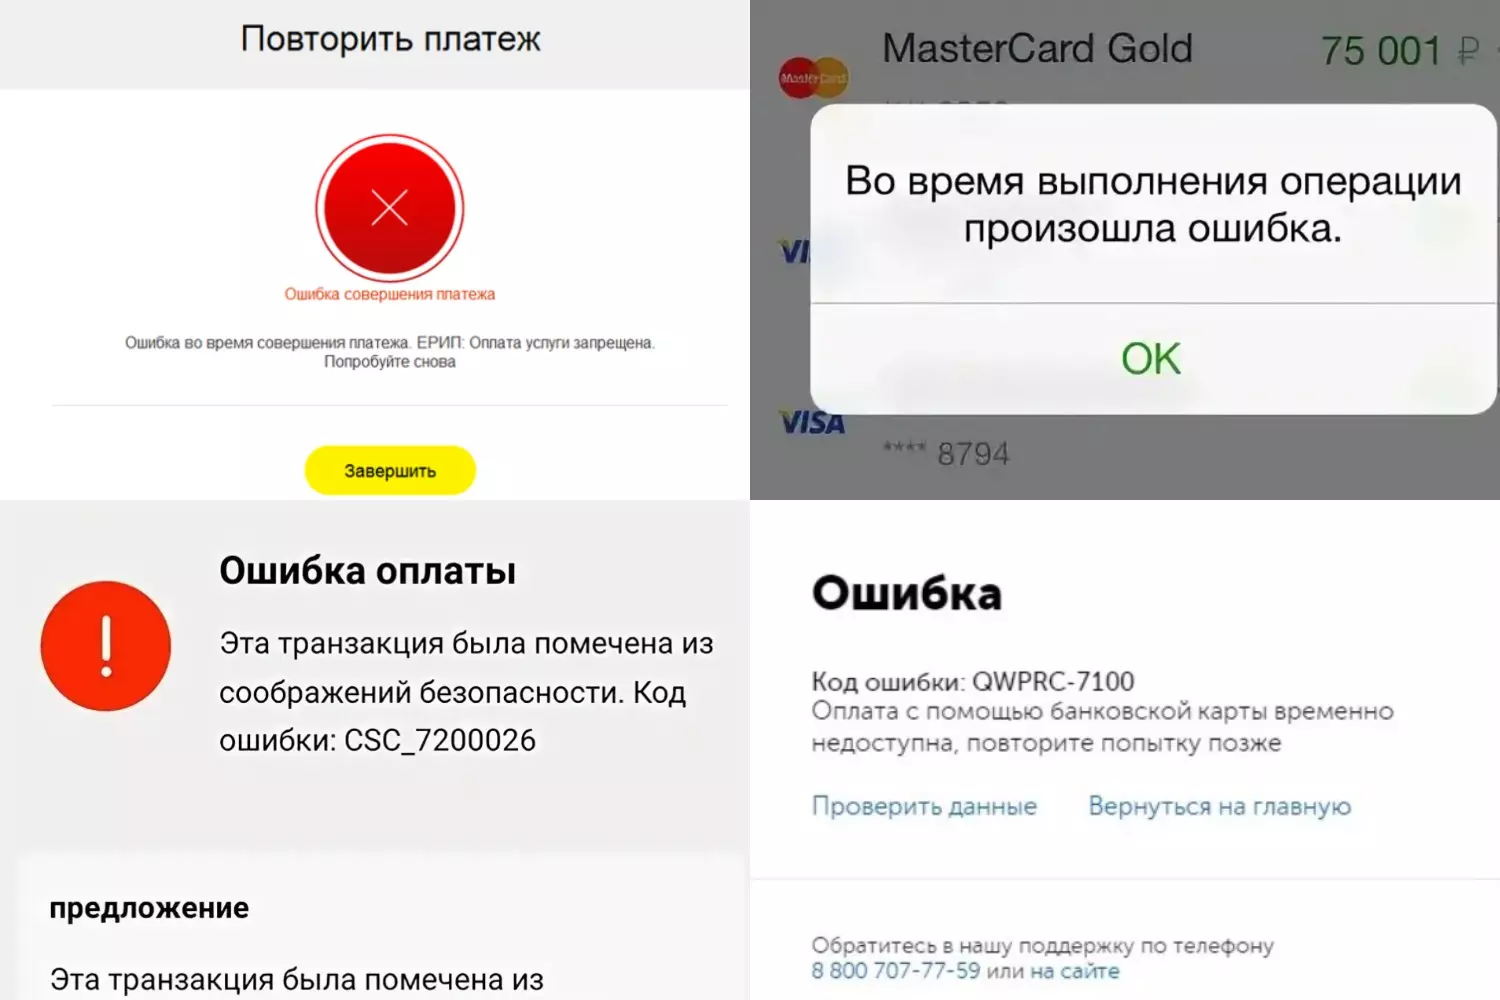 Повторить платеж
Ошибка совершения платежа
Ошибка во время совершения платежа. ЕРИП: Оплата услуги запрещена.
Попробуйте снова
Завершить
MasterCard Gold 75 001 ₽
MasterCard
Во время выполнения операции
произошла ошибка.
OK
VISA
**** 8794
Ошибка оплаты
Эта транзакция была помечена из
соображений безопасности. Код
ошибки: CSC_7200026
предложение
Эта транзакция была помечена из
Ошибка
Код ошибки: QWPRC-7100
Оплата с помощью банковской карты временно
недоступна, повторите попытку позже
Проверить данные Вернуться на главную
Обратитесь в нашу поддержку по телефону
8 800 707-77-59 или на сайте